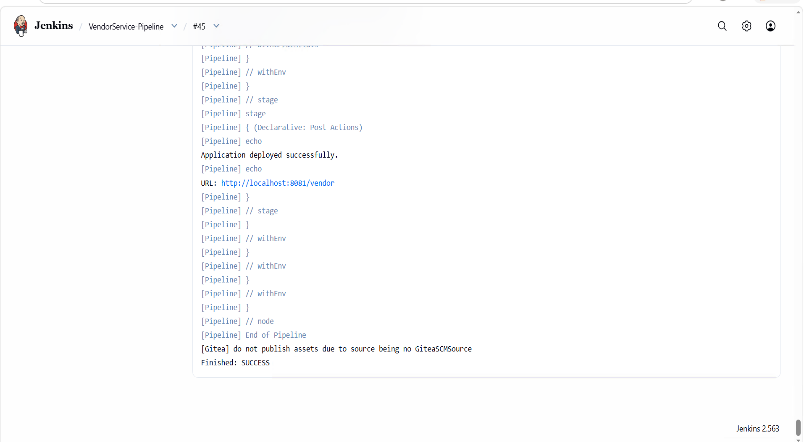 Jenkins / VendorService-Pipeline / #45
[Pipeline] }
[Pipeline] // withEnv
[Pipeline] }
[Pipeline] // stage
[Pipeline] stage
[Pipeline] { (Declarative: Post Actions)
[Pipeline] echo
Application deployed successfully.
[Pipeline] echo
URL: http://localhost:8081/vendor
[Pipeline] }
[Pipeline] // stage
[Pipeline] }
[Pipeline] // withEnv
[Pipeline] }
[Pipeline] // withEnv
[Pipeline] }
[Pipeline] // withEnv
[Pipeline] }
[Pipeline] // node
[Pipeline] End of Pipeline
[Gitea] do not publish assets due to source being no GiteaSCMSource
Finished: SUCCESS
Jenkins 2.563